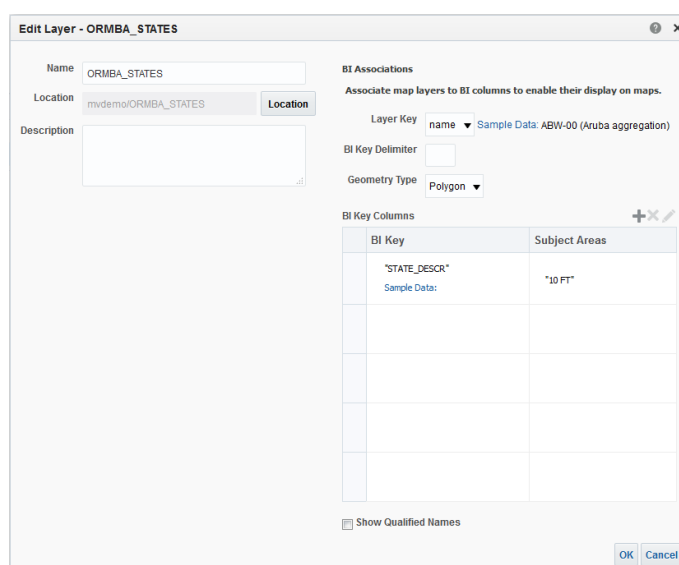 Edit Layer - ORMBA_STATES
Name
ORMBA_STATES
Location
mvdemo/ORMBA_STATES
Location
Description
BI Associations
Associate map layers to BI columns to enable their display on maps.
Layer Key
name
Sample Data: ABW-00 (Aruba aggregation)
BI Key Delimiter
Geometry Type
Polygon
BI Key Columns
BI Key
Subject Areas
"STATE_DESCR"
Sample Data:
"10 FT"
Show Qualified Names
OK
Cancel